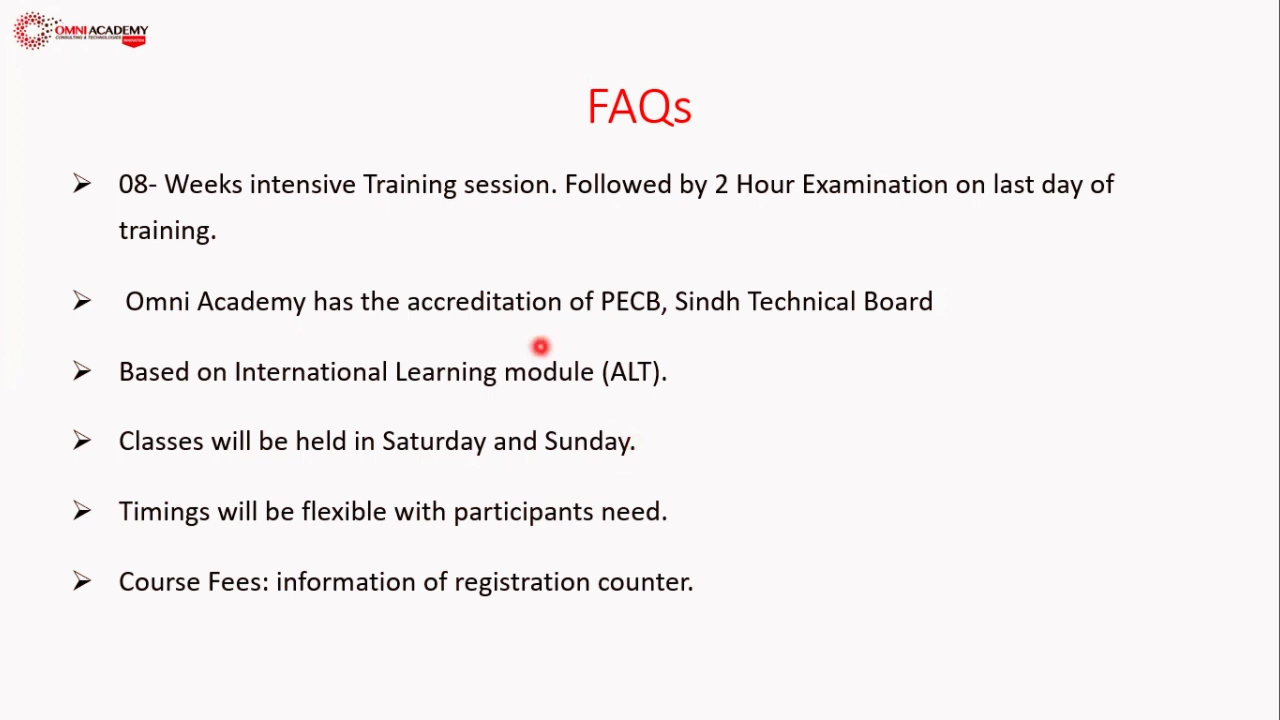 OMNI ACADEMY
CONSULTING & TECHNOLOGIES
FAQs
➢ 08- Weeks intensive Training session. Followed by 2 Hour Examination on last day of
training.
➢ Omni Academy has the accreditation of PECB, Sindh Technical Board
➢ Based on International Learning module (ALT).
➢ Classes will be held in Saturday and Sunday.
➢ Timings will be flexible with participants need.
➢ Course Fees: information of registration counter.